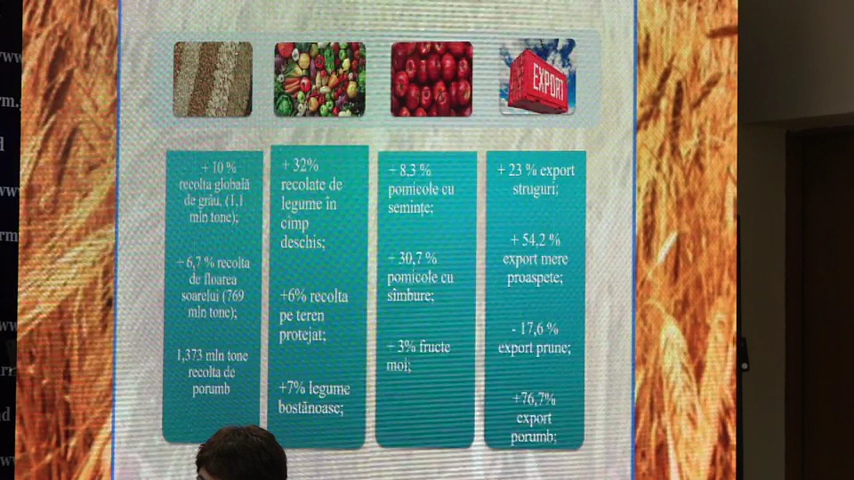 EXPORT
+ 10 %
recolta globală
de grâu, (1,1
mln tone);
+ 6,7 % recolta
de floarea
soarelui (769
mln tone);
1,373 mln tone
recolta de
porumb
+ 32%
recolate de
legume în
cîmp
deschis;
+6% recolta
pe teren
protejat;
+7% legume
bostănoase;
+ 8,3 %
pomicole cu
semințe;
+ 30,7 %
pomicole cu
sîmbure;
+ 3% fructe
moi;
+ 23 % export
struguri;
+ 54,2 %
export mere
proaspete;
- 17,6 %
export prune;
+76,7%
export
porumb;